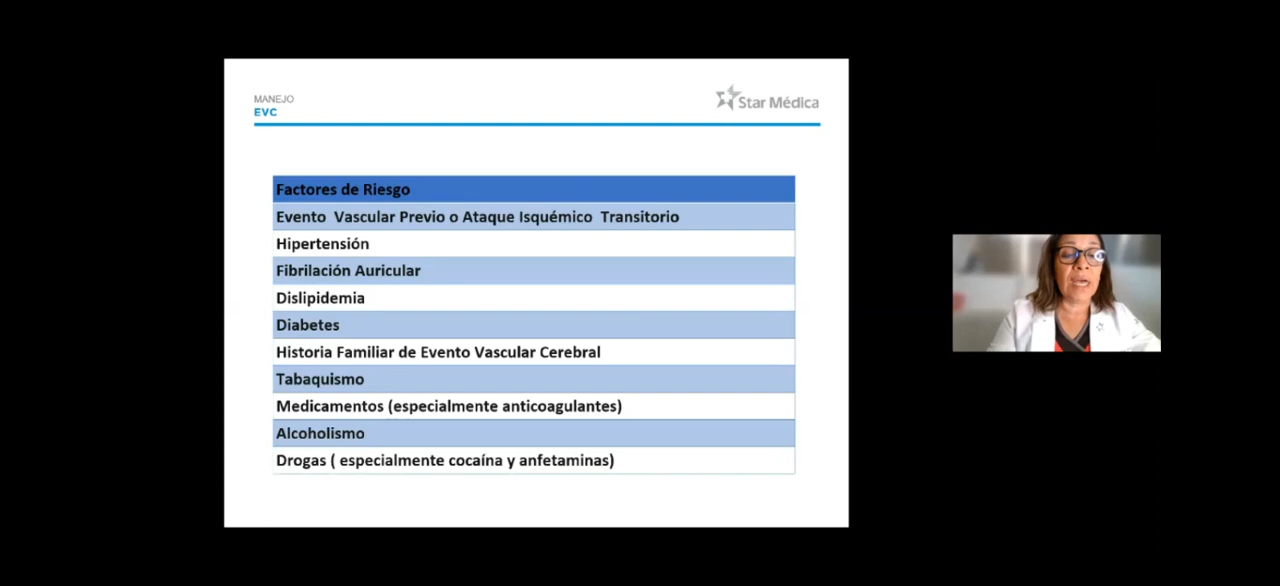 MANEJO
EVC
Star Médica
Factores de Riesgo
Evento Vascular Previo o Ataque Isquémico Transitorio
Hipertensión
Fibrilación Auricular
Dislipidemia
Diabetes
Historia Familiar de Evento Vascular Cerebral
Tabaquismo
Medicamentos (especialmente anticoagulantes)
Alcoholismo
Drogas ( especialmente cocaína y anfetaminas)